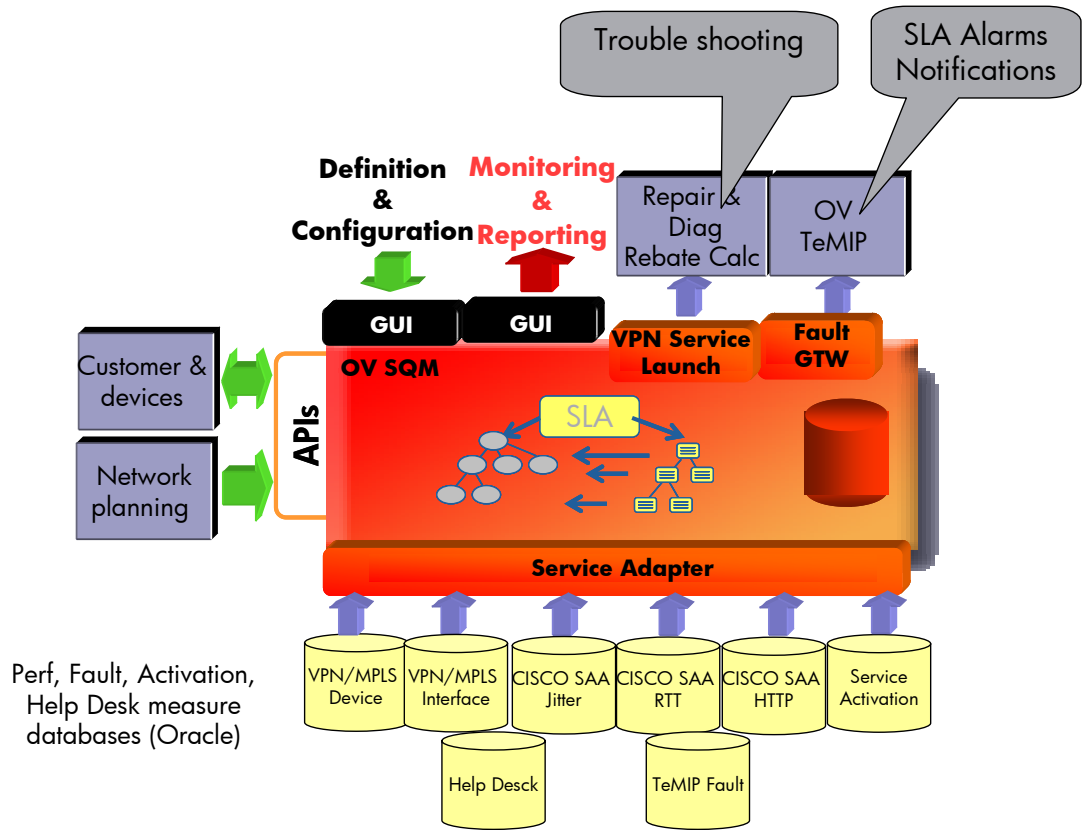 Trouble shooting
SLA Alarms
Notifications
Definition
&
Configuration
Monitoring
&
Reporting
Repair &
Diag
Rebate Calc
OV
TeMIP
GUI
GUI
VPN Service
Launch
Fault
GTW
OV SQM
Customer &
devices
Network
planning
APIs
SLA
Service Adapter
VPN/MPLS
Device
VPN/MPLS
Interface
CISCO SAA
Jitter
CISCO SAA
RTT
CISCO SAA
HTTP
Service
Activation
Perf, Fault, Activation,
Help Desk measure
databases (Oracle)
Help Desck
TeMIP Fault